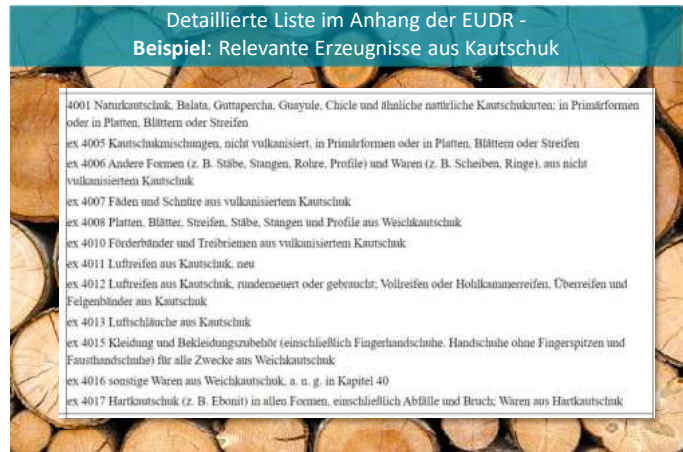 Detaillierte Liste im Anhang der EUDR -
Beispiel: Relevante Erzeugnisse aus Kautschuk
4001 Naturkautschuk, Balata, Guttapercha, Guayule, Chicle und ähnliche natürliche Kautschukarten; in Primärformen
oder in Platten, Blättern oder Streifen
ex 4005 Kautschukmischungen, nicht vulkanisiert, in Primärformen oder in Platten, Blättern oder Streifen
ex 4006 Andere Formen (z. B. Stäbe, Stangen, Rohre, Profile) und Waren (z. B. Scheiben, Ringe), aus nicht
vulkanisiertem Kautschuk
ex 4007 Fäden und Schnüre aus vulkanisiertem Kautschuk
ex 4008 Platten, Blätter, Streifen, Stäbe, Stangen und Profile aus Weichkautschuk
ex 4010 Förderbänder und Treibriemen aus vulkanisiertem Kautschuk
ex 4011 Luftreifen aus Kautschuk, neu
ex 4012 Luftreifen aus Kautschuk, runderneuert oder gebraucht; Vollreifen oder Hohlkammerreifen, Überreifen und
Felgenbänder aus Kautschuk
ex 4013 Luftschläuche aus Kautschuk
ex 4015 Kleidung und Bekleidungszubehör (einschließlich Fingerhandschuhe, Handschuhe ohne Fingerspitzen und
Fausthandschuhe) für alle Zwecke aus Weichkautschuk
ex 4016 sonstige Waren aus Weichkautschuk, a. n. g. in Kapitel 40
ex 4017 Hartkautschuk (z. B. Ebonit) in allen Formen, einschließlich Abfälle und Bruch; Waren aus Hartkautschuk